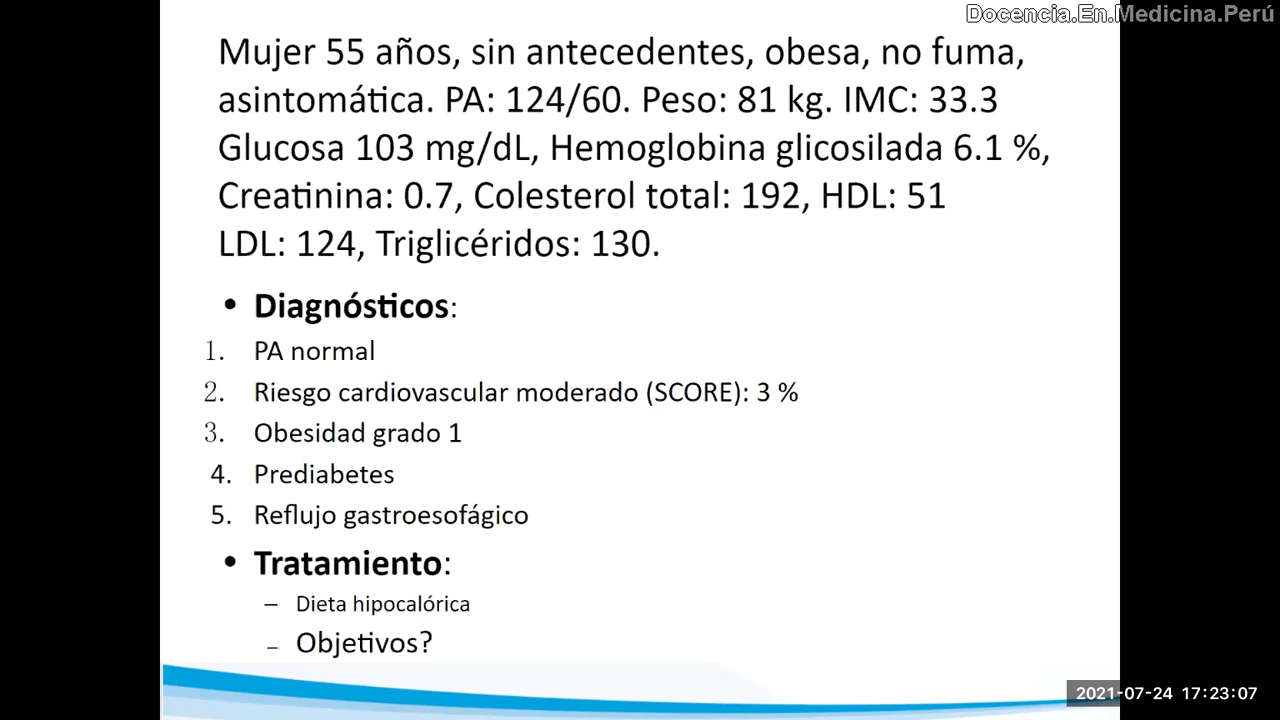 Docencia.En.Medicina.Perú
Mujer 55 años, sin antecedentes, obesa, no fuma,
asintomática. PA: 124/60. Peso: 81 kg. IMC: 33.3
Glucosa 103 mg/dL, Hemoglobina glicosilada 6.1 %,
Creatinina: 0.7, Colesterol total: 192, HDL: 51
LDL: 124, Triglicéridos: 130.
• Diagnósticos:
1. PA normal
2. Riesgo cardiovascular moderado (SCORE): 3 %
3. Obesidad grado 1
4. Prediabetes
5. Reflujo gastroesofágico
• Tratamiento:
– Dieta hipocalórica
– Objetivos?
2021-07-24 17:23:07